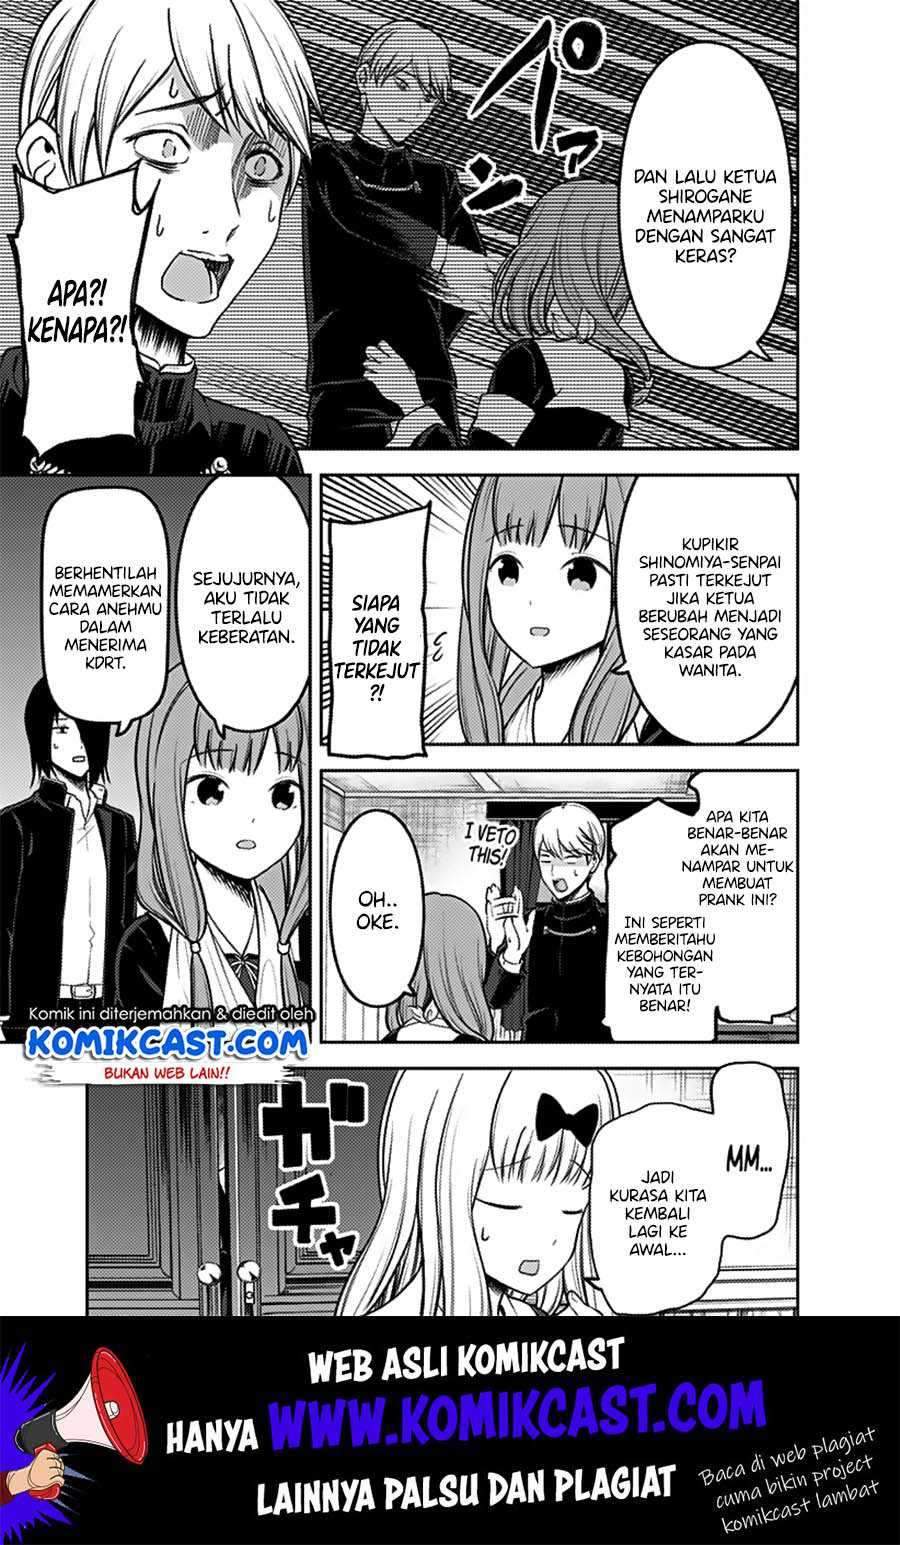 DAN LALU KETUA
SHIROGANE
MENAMPARKU
DENGAN SANGAT
KERAS?
パァン
APA?!
KENAPA?!
KUPIKIR
SHINOMIYA-SENPAI
PASTI TERKEJUT
JIKA KETUA
BERUBAH MENJADI
SESEORANG YANG
KASAR PADA
WANITA.
SIAPA
YANG
TIDAK
TERKEJUT
?!
SEJUJURNYA,
AKU TIDAK
TERLALU
KEBERATAN.
BERHENTILAH
MEMAMERKAN
CARA ANEHMU
DALAM
MENERIMA
KDRT.
APA KITA
BENAR-BENAR
AKAN ME-
NAMPAR UNTUK
MEMBUAT
PRANK INI?
INI SEPERTI
MEMBERITAHU
KEBOHONGAN
YANG TER-
NYATA ITU
BENAR!
I VETO
THIS!
OH..
OKE.
Komik ini diterjemahkan & diedit oleh
KOMIKCAST.COM
BUKAN WEB LAIN!!
MM...
JADI
KURASA KITA
KEMBALI
LAGI KE
AWAL...
ガチャ
WEB ASLI KOMIKCAST
HANYA WWW.KOMIKCAST.COM
LAINNYA PALSU DAN PLAGIAT
Baca di web plagiat
cuma bikin project
komikcast lambat